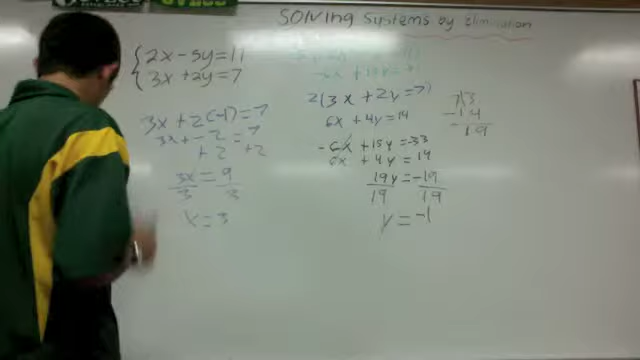 SOLVING Systems by Elimination
2x - 5y = 11
3x + 2y = 7
3x + 2(-1) = 7
3x + -2 = 7
+2 +2
3x = 9
3 3
x = 3
2(3x + 2y = 7)
6x + 4y = 14
-6x + 15y = -33
6x + 4y = 14
19y = -19
19 19
y = -1
-14
-19